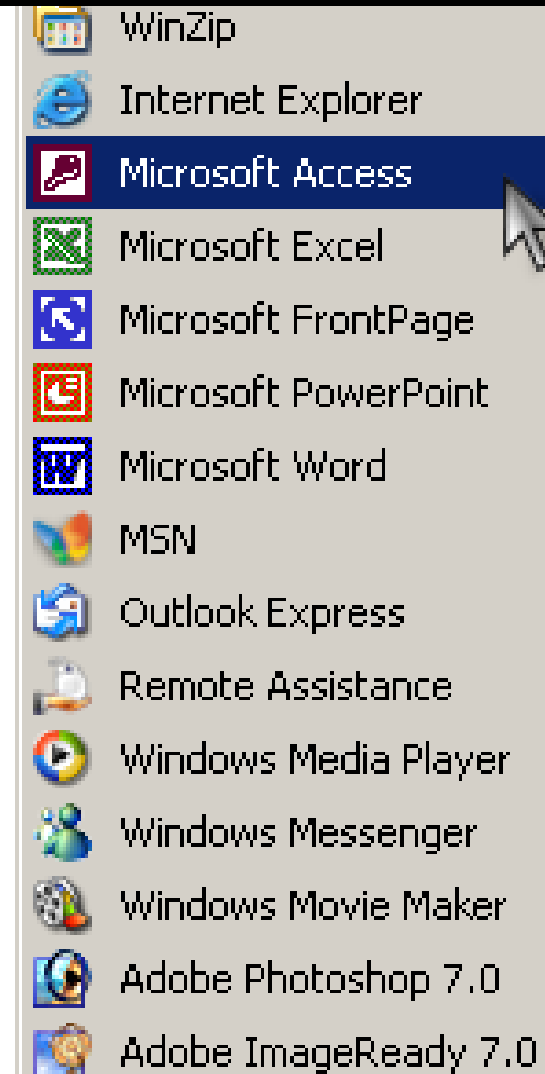 WinZip
Internet Explorer
Microsoft Access
Microsoft Excel
Microsoft FrontPage
Microsoft PowerPoint
Microsoft Word
MSN
Outlook Express
Remote Assistance
Windows Media Player
Windows Messenger
Windows Movie Maker
Adobe Photoshop 7.0
Adobe ImageReady 7.0